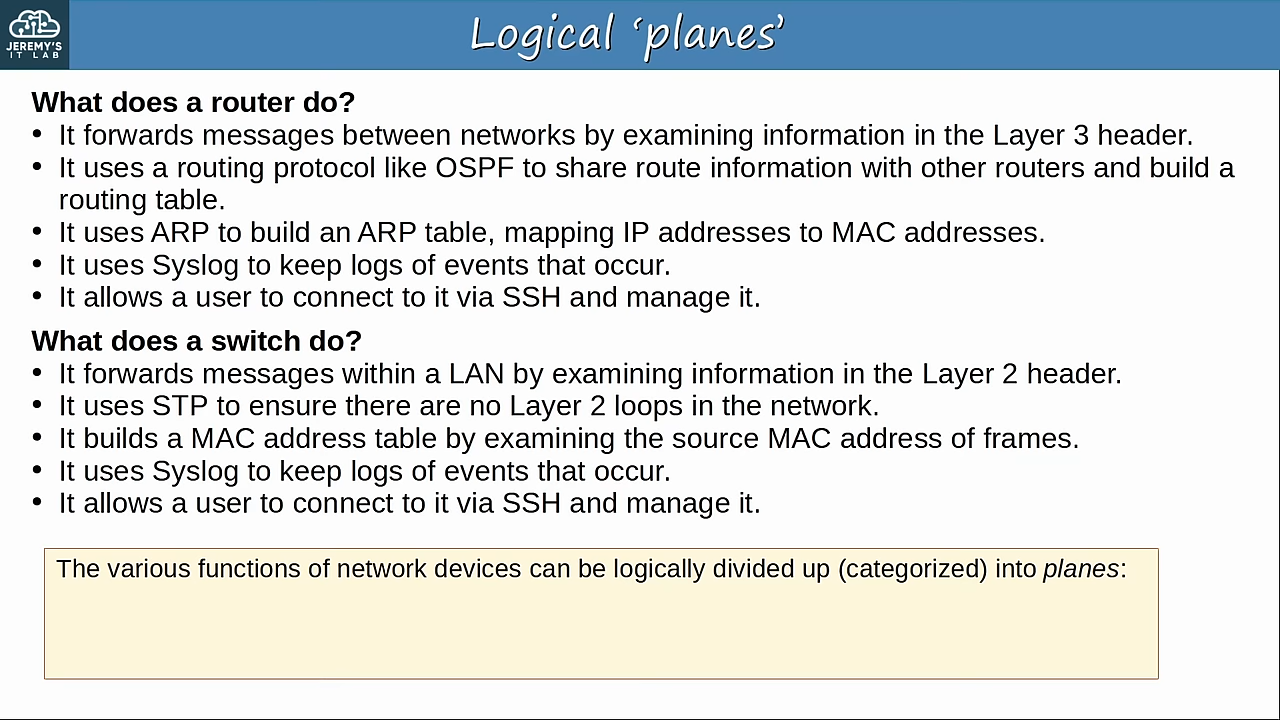 JEREMY'S
IT LAB
Logical ‘planes’
What does a router do?
• It forwards messages between networks by examining information in the Layer 3 header.
• It uses a routing protocol like OSPF to share route information with other routers and build a
routing table.
• It uses ARP to build an ARP table, mapping IP addresses to MAC addresses.
• It uses Syslog to keep logs of events that occur.
• It allows a user to connect to it via SSH and manage it.
What does a switch do?
• It forwards messages within a LAN by examining information in the Layer 2 header.
• It uses STP to ensure there are no Layer 2 loops in the network.
• It builds a MAC address table by examining the source MAC address of frames.
• It uses Syslog to keep logs of events that occur.
• It allows a user to connect to it via SSH and manage it.
The various functions of network devices can be logically divided up (categorized) into planes: